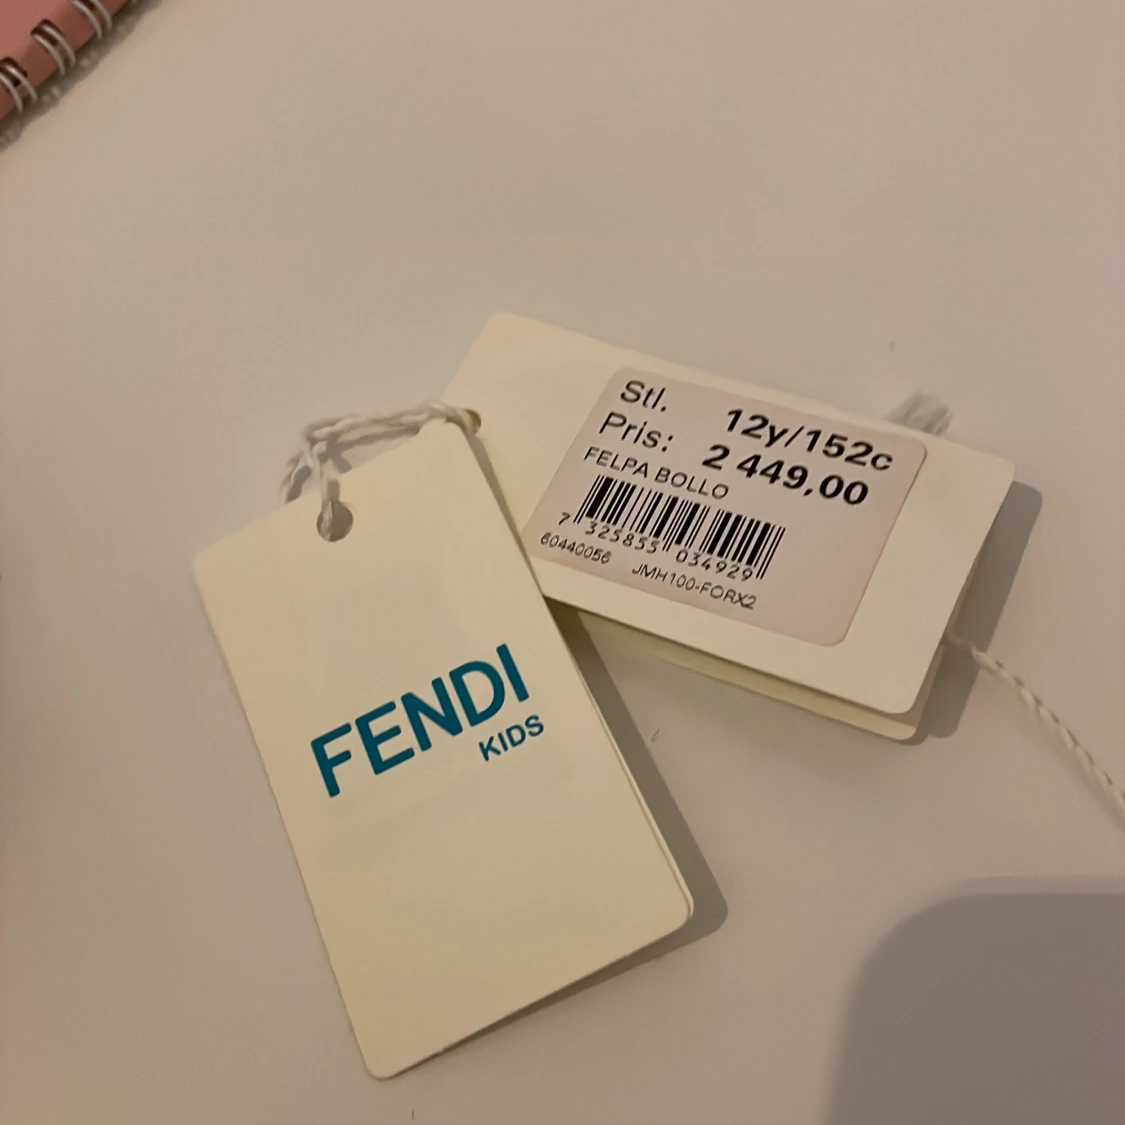 Stl. 12y/152c
Pris: 2 449,00
FELPA BOLLO
7 325855 034929
60440056 JMH100-FORX2
FENDI
KIDS